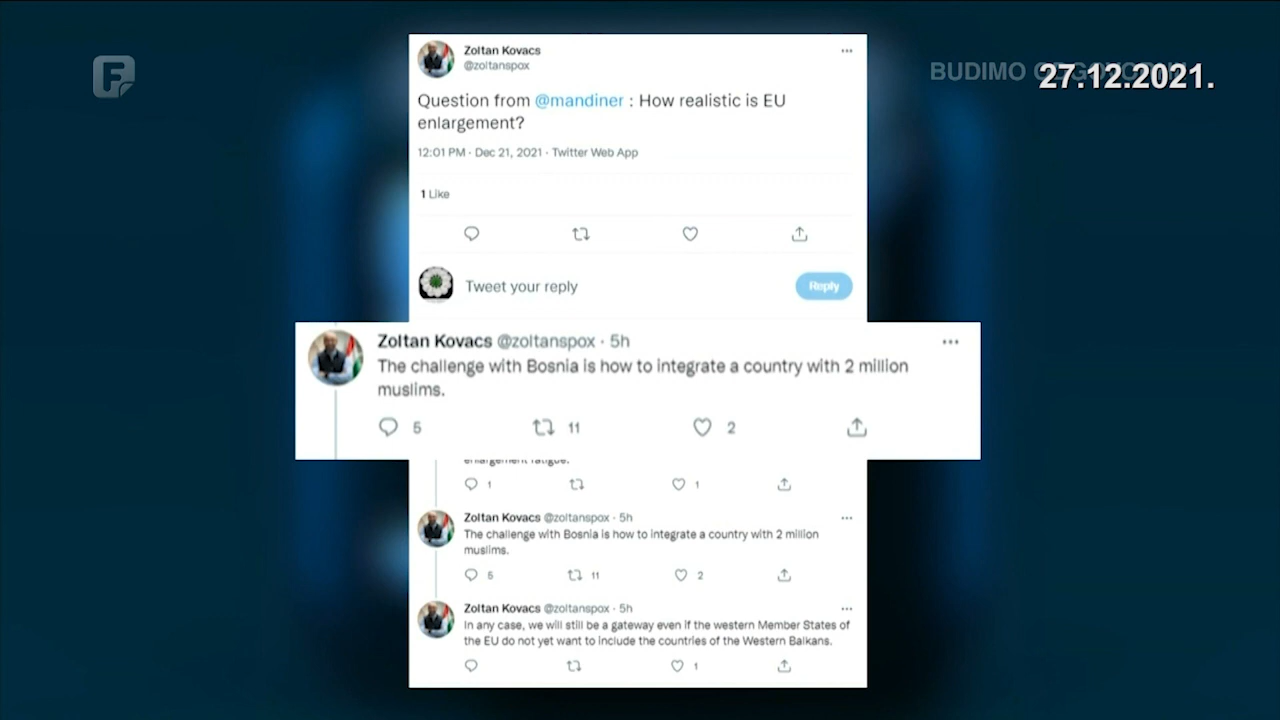 F
BUDIMO
27.12.2021.
Zoltan Kovacs
@zoltanspox
Question from @mandiner : How realistic is EU
enlargement?
12:01 PM · Dec 21, 2021 · Twitter Web App
1 Like
Tweet your reply
Reply
Zoltan Kovacs @zoltanspox · 5h
The challenge with Bosnia is how to integrate a country with 2 million
muslims.
5 11 2
enlargement fatigue.
1 1
Zoltan Kovacs @zoltanspox · 5h
The challenge with Bosnia is how to integrate a country with 2 million
muslims.
5 11 2
Zoltan Kovacs @zoltanspox · 5h
In any case, we will still be a gateway even if the western Member States of
the EU do not yet want to include the countries of the Western Balkans.
1